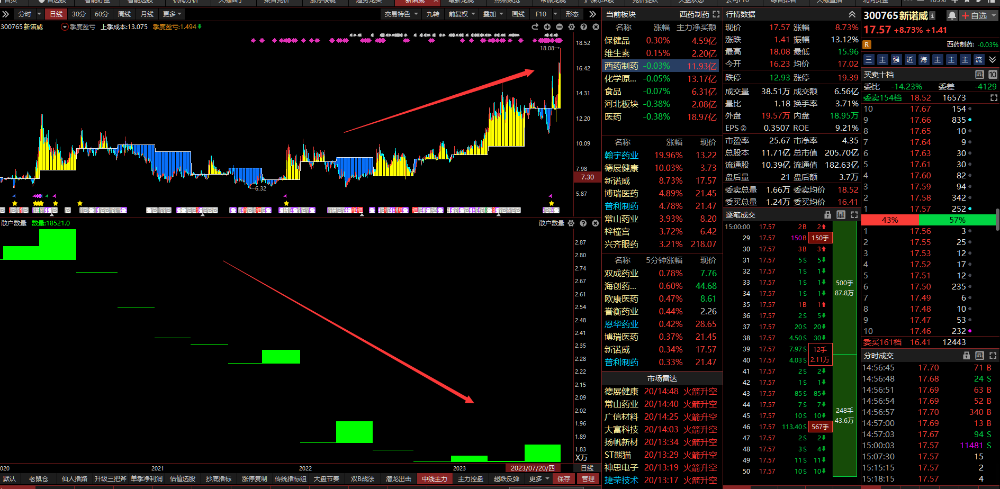 分时 日线 30分 60分 周线 月线 更多 交易特色 九转 前复权 叠加 画线 F10 形态
300765新诺威 季度盈亏 上季成本:13.075 季度盈亏:1.494
18.52
18.08
16.42
14.31
12.20
10.09
7.98
7.30
5.87
6.32
散户数量 数量:18521.0 散户数量
2.87
2.80
2.74
2.67
2.61
2.54
2.48
2.41
2.35
2.28
2.22
2.15
2.09
2.02
1.96
1.89
1.83
X万
020 2021 2022 2023 2023/07/20/四 日线
默认 老鼠仓 仙人指路 升级三把斧 单季净利润 估值选股 抄底指标 涨停复制 传统指标组 大盘节奏 双B战法 潜龙出击 中线主力 主力控盘 超跌反弹 更多 保存 管理
当前板块 西药制药
名称 涨幅 主力净买额
保健品 0.30% 4.59亿
维生素 0.15% 2.20亿
西药制药 -0.03% 11.93亿
化学原... -0.05% 13.17亿
食品 -0.07% 6.31亿
河北板块 -0.38% 2.08亿
医药 -0.38% 18.97亿
名称 涨幅 现价
翰宇药业 19.96% 13.22
德展健康 10.03% 3.73
新诺威 8.73% 17.57
博瑞医药 4.89% 21.45
普利制药 4.78% 21.47
常山药业 3.93% 8.20
梓橦宫 3.72% 6.42
兴齐眼药 3.21% 218.07
名称 5分钟涨幅 现价
双成药业 0.78% 7.76
海创药... 0.60% 44.68
欧康医药 0.47% 8.61
誉衡药业 0.44% 2.26
恩华药业 0.42% 28.65
博瑞医药 0.37% 21.45
新诺威 0.34% 17.57
普利制药 0.33% 21.47
市场雷达
德展健康 20/14:48 火箭升空
常山药业 20/14:40 火箭升空
广信材料 20/14:25 火箭升空
大富科技 20/14:03 火箭升空
扬帆新材 20/13:34 火箭升空
ST熊猫 20/13:29 火箭升空
神思电子 20/13:19 火箭升空
捷荣技术 20/13:17 火箭升空
行情数据
现价 17.57 涨幅 8.73%
涨跌 1.41 振幅 13.12%
最高 18.08 最低 15.96
今开 16.23 均价 17.02
跌停 12.93 涨停 19.39
成交量 38.51万 成交额 6.56亿
量比 1.18 换手率 3.71%
外盘 19.57万 内盘 18.95万
EPS② 0.3507 ROE 9.21%
市盈率 25.67 市净率 4.35
总股本 11.71亿 总市值 205.70亿
流通股 10.39亿 流通值 182.63亿
盘后量 21 盘后额 3.7万
委卖总量 1.66万 委卖均价 18.52
委买总量 1.24万 委买均价 16.41
逐笔成交 量
15:00:00 17.57 2B 2
29 17.57 150B 150手
30 17.57 3B 3
31 17.57 5S 5
32 17.57 1S 1
33 17.57 1S 1
34 17.57 1S 1
35 17.57 1B 1
36 17.57 2S 5
37 17.57 20S 20
38 17.57 4.50S 30
39 17.57 7.97S 12手
40 17.57 4.03S 2.11万
41 17.57 2S 2
42 17.57 1S 1
43 17.57 85S 85
44 17.57 7S 7
45 17.57 10S 10
46 17.57 113.40S 567手
47 17.57 2S 2
48 17.57 3S 4
49 17.57 11S 11
50 17.57 10S 10
500手
87.8万
248手
43.6万
300765新诺威 自选
17.57 +8.73% +1.41
R 西药制药: -0.03%
三 主 强 近 海 主 主 主 流
买卖十档 量 10
委比 -14.23% 委差 -4129
委卖154档 18.52 16573
10 17.67 154
9 17.66 835
8 17.65 10
7 17.64 9
6 17.63 30
5 17.61 30
4 17.60 82
3 17.59 94
2 17.58 342
1 17.57 252
43% 57%
1 17.56 3
2 17.55 25
3 17.53 12
4 17.52 17
5 17.51 12
6 17.50 235
7 17.49 6
8 17.48 10
9 17.47 53
10 17.46 232
委买161档 16.41 12443
分时成交 量
14:56:45 17.70 71 B
14:56:48 17.68 24 S
14:56:51 17.69 63 B
14:56:54 17.69 52 B
14:56:57 17.70 340 B
14:57:00 17.69 13 B
14:57:03 17.67 94 S
15:00:03 17.57 11481 S
15:07:30 17.57 15
15:15:15 17.57 2
15:18:15 17.57 4